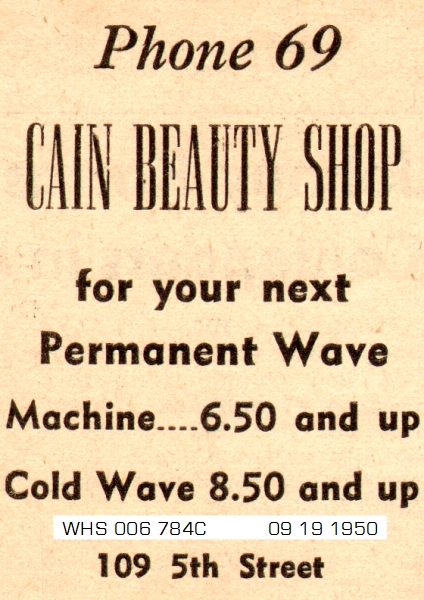 Phone 69
CAIN BEAUTY SHOP
for your next
Permanent Wave
Machine....6.50 and up
Cold Wave 8.50 and up
WHS 006 784C 09 19 1950
109 5th Street